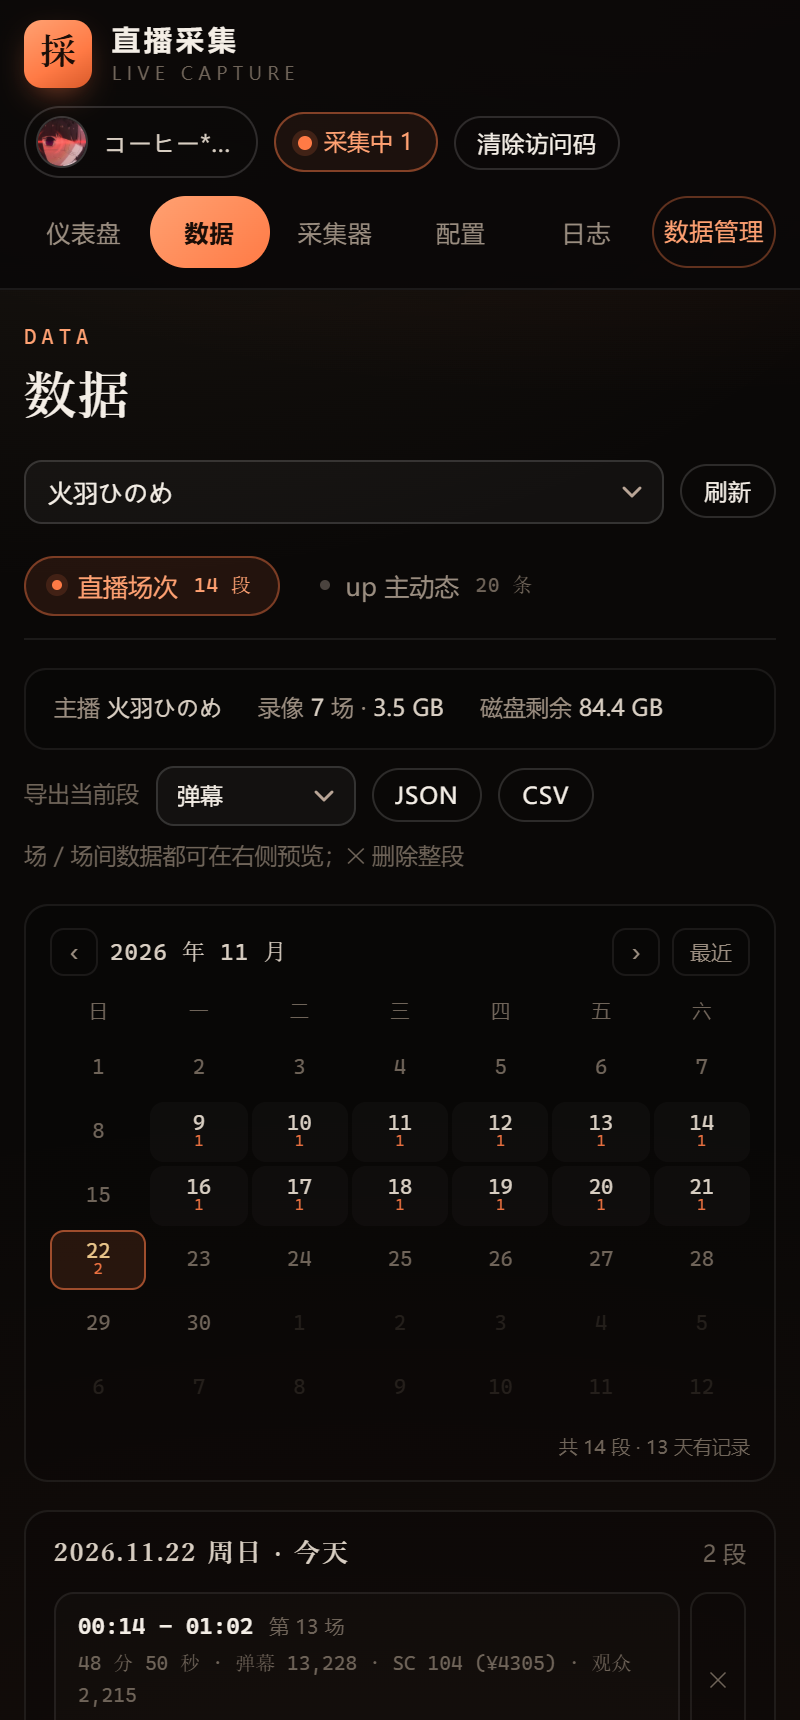 採 直播采集
LIVE CAPTURE
コーヒー*... 采集中 1 清除访问码
仪表盘 数据 采集器 配置 日志 数据管理
DATA
数据
火羽ひのめ 刷新
直播场次 14 段 up 主动态 20 条
主播 火羽ひのめ 录像 7 场 · 3.5 GB 磁盘剩余 84.4 GB
导出当前段 弹幕 JSON CSV
场 / 场间数据都可在右侧预览；× 删除整段
‹ 2026 年 11 月 › 最近
日 一 二 三 四 五 六
1 2 3 4 5 6 7
8 9 10 11 12 13 14
1 1 1 1 1 1
15 16 17 18 19 20 21
1 1 1 1 1 1
22 23 24 25 26 27 28
2
29 30 1 2 3 4 5
6 7 8 9 10 11 12
共 14 段 · 13 天有记录
2026.11.22 周日 · 今天 2 段
00:14 – 01:02 第 13 场
48 分 50 秒 · 弹幕 13,228 · SC 104 (¥4305) · 观众
2,215 ×